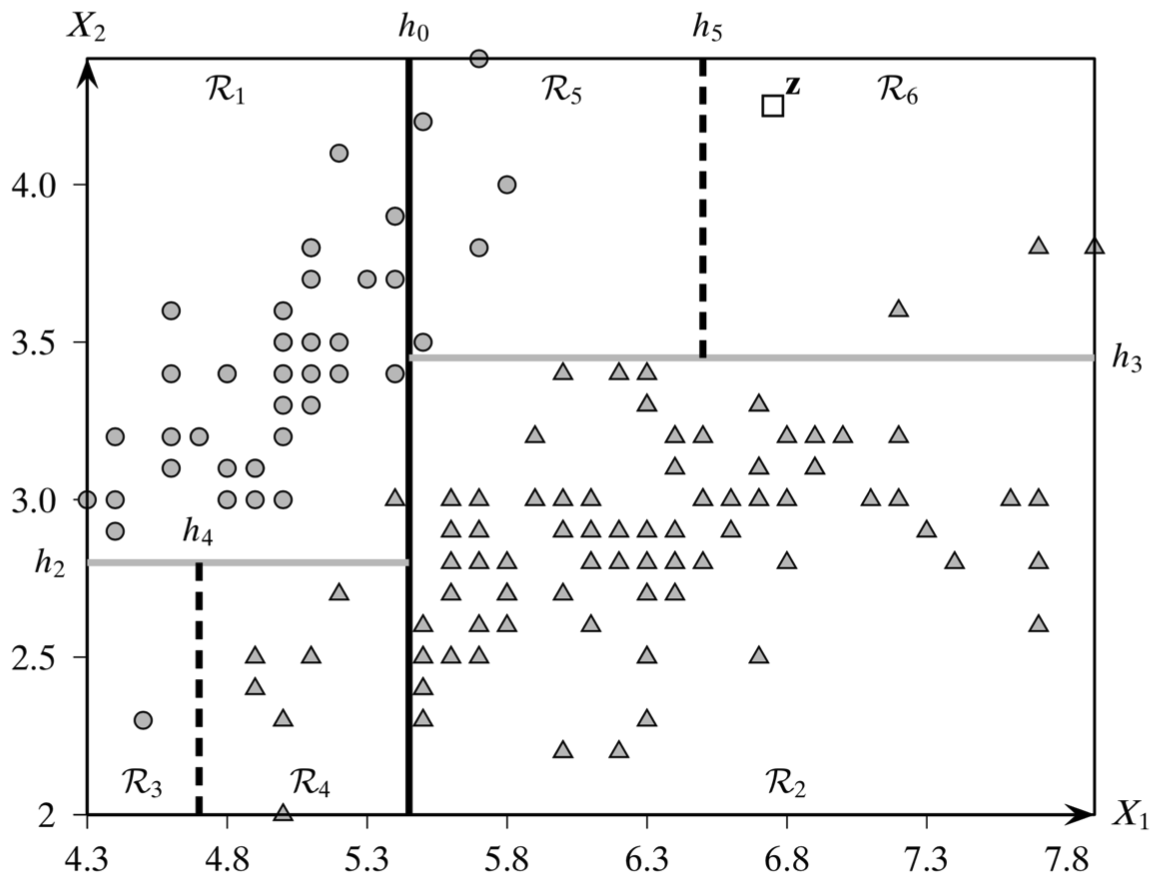 X₂ h₀ h₅
ℛ₁ ℛ₅ z ℛ₆
4.0
3.5
h₃
3.0
h₄
h₂
2.5
ℛ₃ ℛ₄ ℛ₂
2 X₁
4.3 4.8 5.3 5.8 6.3 6.8 7.3 7.8